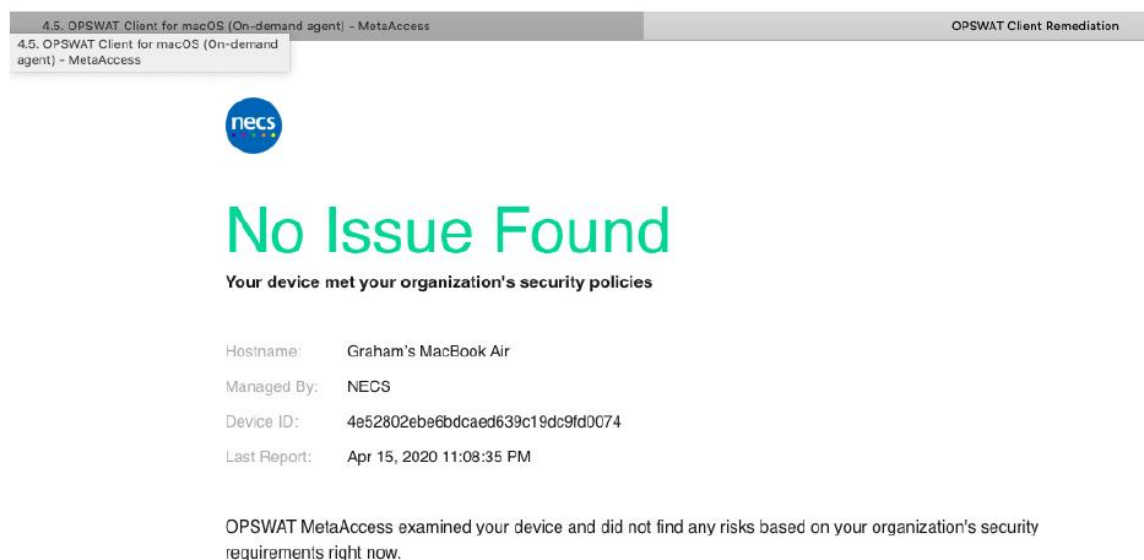 4.5. OPSWAT Client for macOS (On-demand agent) – MetaAccess
OPSWAT Client Remediation
4.5. OPSWAT Client for macOS (On-demand
agent) – MetaAccess
necs
No Issue Found
Your device met your organization's security policies
Hostname: Graham's MacBook Air
Managed By: NECS
Device ID: 4e52802ebe6bdcaed639c19dc9fd0074
Last Report: Apr 15, 2020 11:08:35 PM
OPSWAT MetaAccess examined your device and did not find any risks based on your organization's security
requirements right now.